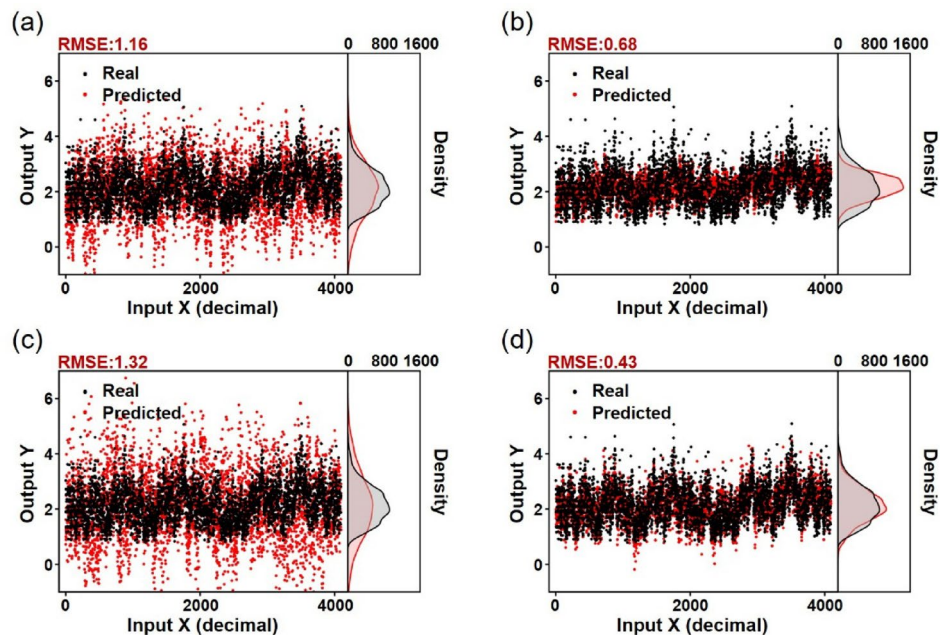 (a)
RMSE:1.16
0 800 1600
Real
Predicted
6
4
2
0
Output Y
Density
0 2000 4000
Input X (decimal)
(b)
RMSE:0.68
0 800 1600
Real
Predicted
6
4
2
0
Output Y
Density
0 2000 4000
Input X (decimal)
(c)
RMSE:1.32
0 800 1600
Real
Predicted
6
4
2
0
Output Y
Density
0 2000 4000
Input X (decimal)
(d)
RMSE:0.43
0 800 1600
Real
Predicted
6
4
2
0
Output Y
Density
0 2000 4000
Input X (decimal)